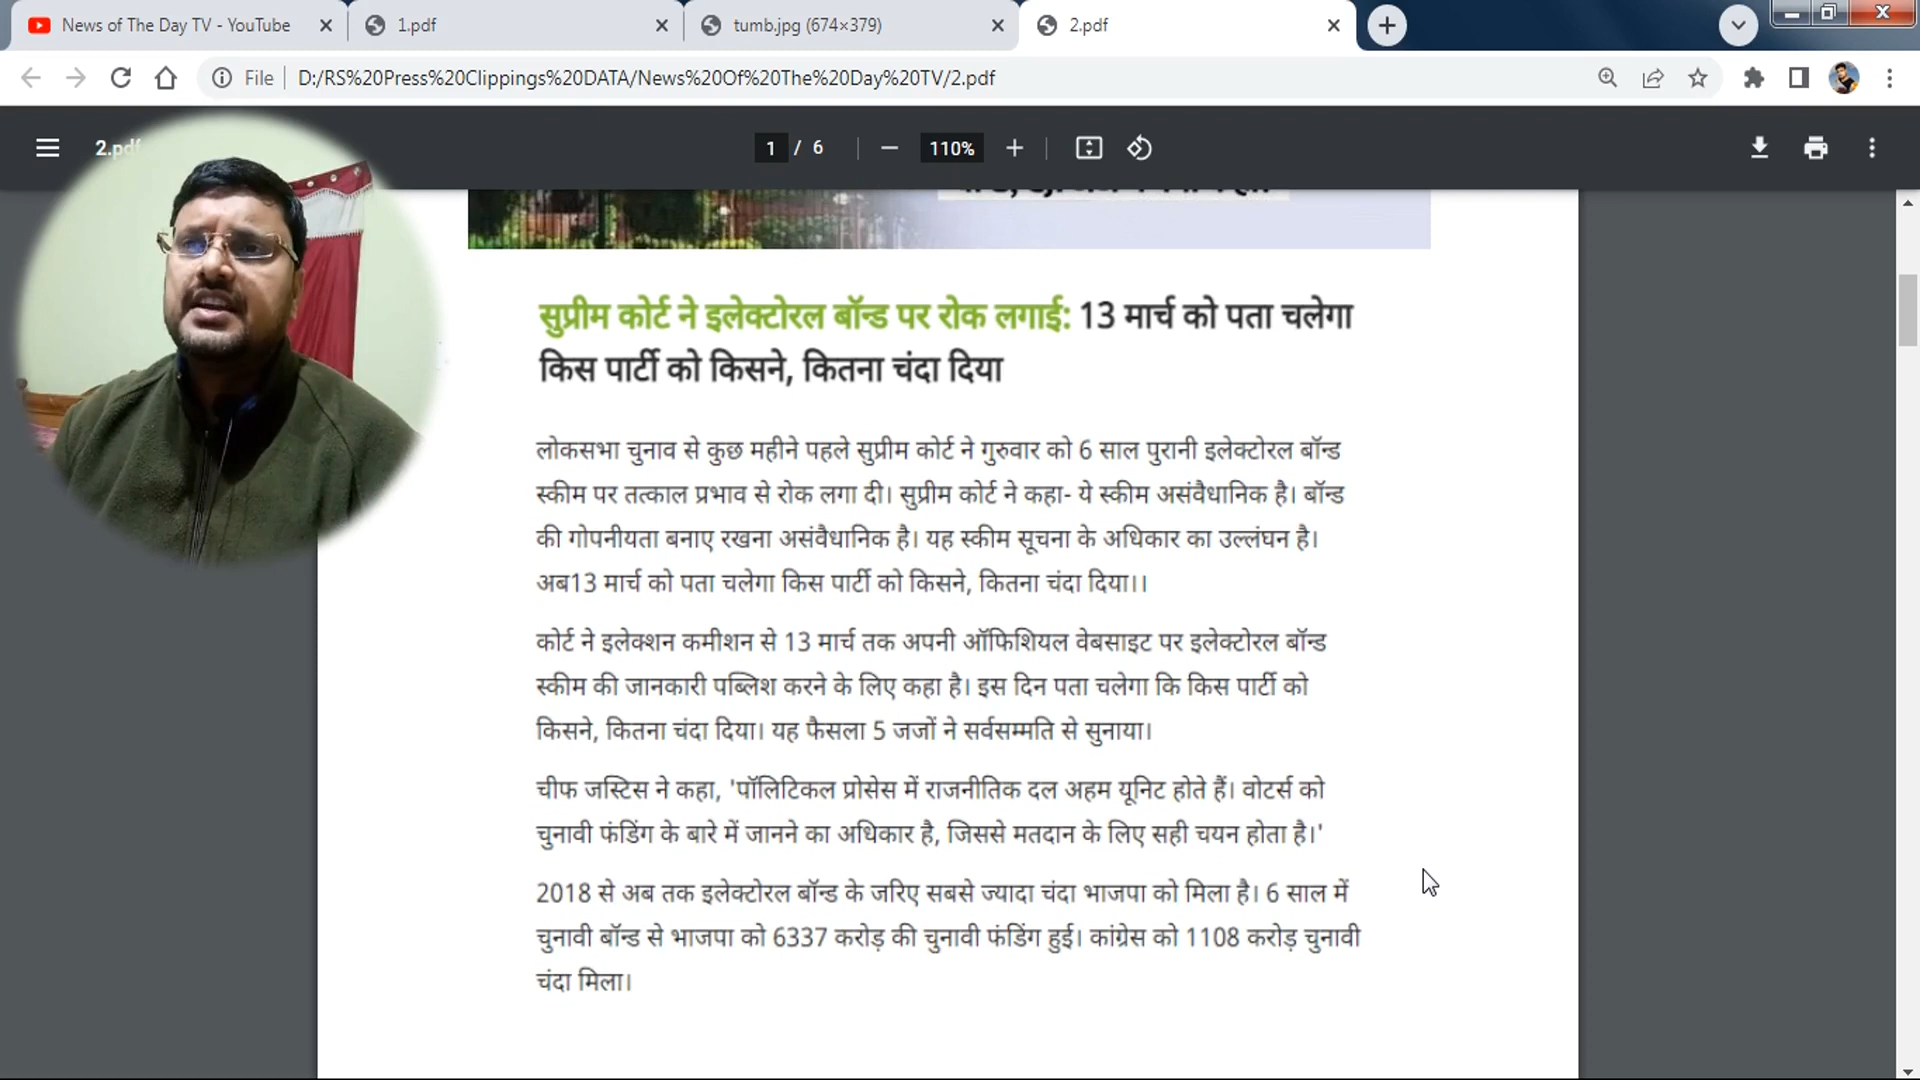 News of The Day TV - YouTube
1.pdf
tumb.jpg (674×379)
2.pdf
File
D:/RS%20Press%20Clippings%20DATA/News%20Of%20The%20Day%20TV/2.pdf
2.pdf
1 / 6
110%
सुप्रीम कोर्ट ने इलेक्टोरल बॉन्ड पर रोक लगाई: 13 मार्च को पता चलेगा
किस पार्टी को किसने, कितना चंदा दिया
लोकसभा चुनाव से कुछ महीने पहले सुप्रीम कोर्ट ने गुरुवार को 6 साल पुरानी इलेक्टोरल बॉन्ड
स्कीम पर तत्काल प्रभाव से रोक लगा दी। सुप्रीम कोर्ट ने कहा- ये स्कीम असंवैधानिक है। बॉन्ड
की गोपनीयता बनाए रखना असंवैधानिक है। यह स्कीम सूचना के अधिकार का उल्लंघन है।
अब13 मार्च को पता चलेगा किस पार्टी को किसने, कितना चंदा दिया।।
कोर्ट ने इलेक्शन कमीशन से 13 मार्च तक अपनी ऑफिशियल वेबसाइट पर इलेक्टोरल बॉन्ड
स्कीम की जानकारी पब्लिश करने के लिए कहा है। इस दिन पता चलेगा कि किस पार्टी को
किसने, कितना चंदा दिया। यह फैसला 5 जजों ने सर्वसम्मति से सुनाया।
चीफ जस्टिस ने कहा, 'पॉलिटिकल प्रोसेस में राजनीतिक दल अहम यूनिट होते हैं। वोटर्स को
चुनावी फंडिंग के बारे में जानने का अधिकार है, जिससे मतदान के लिए सही चयन होता है।'
2018 से अब तक इलेक्टोरल बॉन्ड के जरिए सबसे ज्यादा चंदा भाजपा को मिला है। 6 साल में
चुनावी बॉन्ड से भाजपा को 6337 करोड़ की चुनावी फंडिंग हुई। कांग्रेस को 1108 करोड़ चुनावी
चंदा मिला।